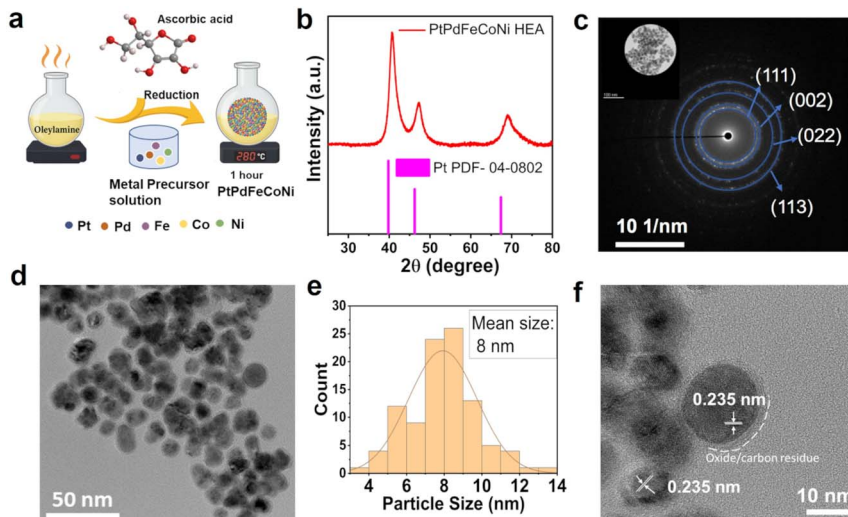 a
Ascorbic acid
Reduction
Oleylamine
280 °C
1 hour
Metal Precursor
solution
PtPdFeCoNi
Pt
Pd
Fe
Co
Ni
b
PtPdFeCoNi HEA
Pt PDF- 04-0802
Intensity (a.u.)
30 40 50 60 70 80
2θ (degree)
c
(111)
(002)
(022)
(113)
10 1/nm
d
50 nm
e
Mean size:
8 nm
Count
30
25
20
15
10
5
0
3 4 6 8 10 12 14
Particle Size (nm)
f
0.235 nm
Oxide/carbon residue
0.235 nm
10 nm